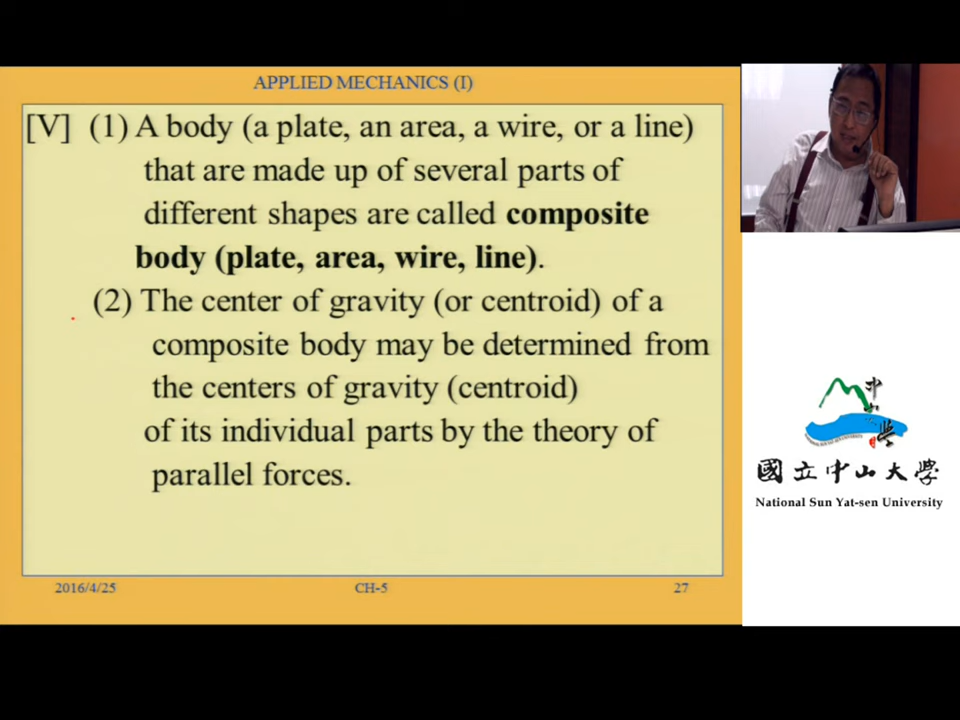 APPLIED MECHANICS (I)
[V] (1) A body (a plate, an area, a wire, or a line)
that are made up of several parts of
different shapes are called composite
body (plate, area, wire, line).
(2) The center of gravity (or centroid) of a
composite body may be determined from
the centers of gravity (centroid)
of its individual parts by the theory of
parallel forces.
2016/4/25
CH-5
27
國立中山大學
National Sun Yat-sen University